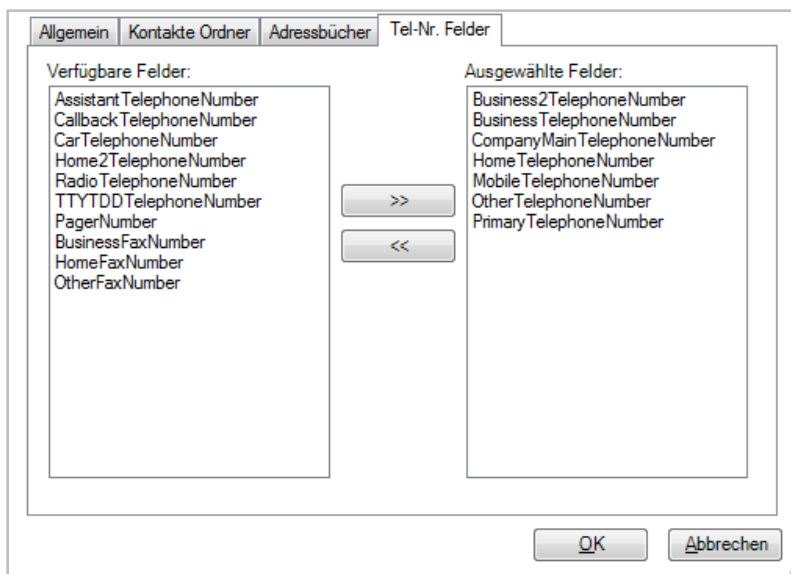 Allgemein Kontakte Ordner Adressbücher Tel-Nr. Felder
Verfügbare Felder:
AssistantTelephoneNumber
CallbackTelephoneNumber
CarTelephoneNumber
Home2TelephoneNumber
RadioTelephoneNumber
TTYTDDTelephoneNumber
PagerNumber
BusinessFaxNumber
HomeFaxNumber
OtherFaxNumber
>>
<<
Ausgewählte Felder:
Business2TelephoneNumber
BusinessTelephoneNumber
CompanyMainTelephoneNumber
HomeTelephoneNumber
MobileTelephoneNumber
OtherTelephoneNumber
PrimaryTelephoneNumber
OK Abbrechen